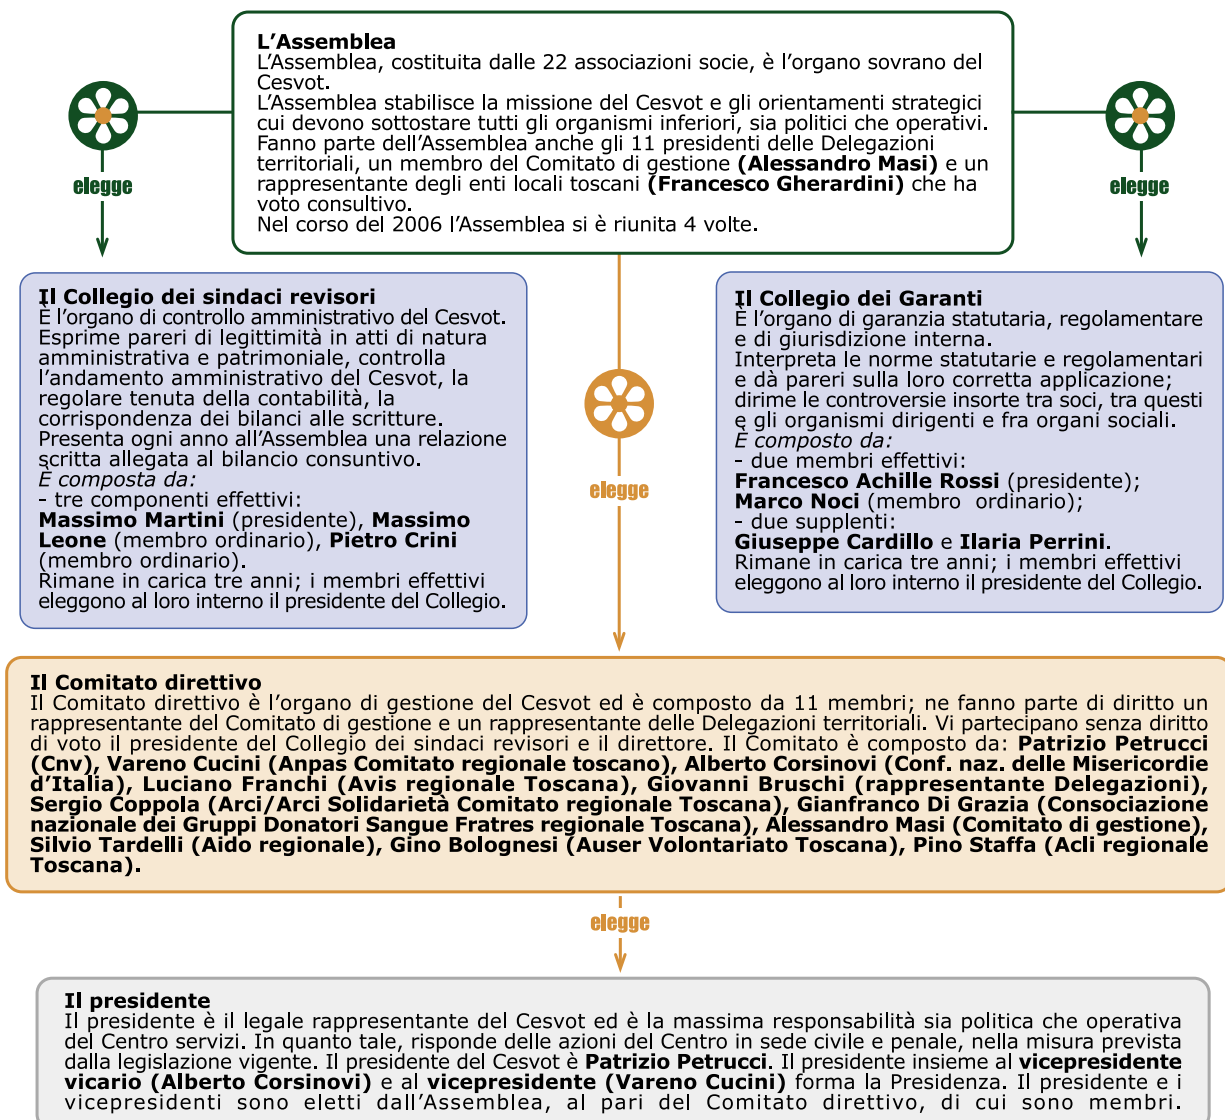 L'Assemblea
L'Assemblea, costituita dalle 22 associazioni socie, è l'organo sovrano del
Cesvot.
L'Assemblea stabilisce la missione del Cesvot e gli orientamenti strategici
cui devono sottostare tutti gli organismi inferiori, sia politici che operativi.
Fanno parte dell'Assemblea anche gli 11 presidenti delle Delegazioni
territoriali, un membro del Comitato di gestione (Alessandro Masi) e un
rappresentante degli enti locali toscani (Francesco Gherardini) che ha
voto consultivo.
Nel corso del 2006 l'Assemblea si è riunita 4 volte.
elegge
elegge
Il Collegio dei sindaci revisori
È l'organo di controllo amministrativo del Cesvot.
Esprime pareri di legittimità in atti di natura
amministrativa e patrimoniale, controlla
l'andamento amministrativo del Cesvot, la
regolare tenuta della contabilità, la
corrispondenza dei bilanci alle scritture.
Presenta ogni anno all'Assemblea una relazione
scritta allegata al bilancio consuntivo.
È composta da:
- tre componenti effettivi:
Massimo Martini (presidente), Massimo
Leone (membro ordinario), Pietro Crini
(membro ordinario).
Rimane in carica tre anni; i membri effettivi
eleggono al loro interno il presidente del Collegio.
Il Collegio dei Garanti
È l'organo di garanzia statutaria, regolamentare
e di giurisdizione interna.
Interpreta le norme statutarie e regolamentari
e dà pareri sulla loro corretta applicazione;
dirime le controversie insorte tra soci, tra questi
e gli organismi dirigenti e fra organi sociali.
È composto da:
- due membri effettivi:
Francesco Achille Rossi (presidente);
Marco Noci (membro ordinario);
- due supplenti:
Giuseppe Cardillo e Ilaria Perrini.
Rimane in carica tre anni; i membri effettivi
eleggono al loro interno il presidente del Collegio.
elegge
Il Comitato direttivo
Il Comitato direttivo è l'organo di gestione del Cesvot ed è composto da 11 membri; ne fanno parte di diritto un
rappresentante del Comitato di gestione e un rappresentante delle Delegazioni territoriali. Vi partecipano senza diritto
di voto il presidente del Collegio dei sindaci revisori e il direttore. Il Comitato è composto da: Patrizio Petrucci
(Cnv), Vareno Cucini (Anpas Comitato regionale toscano), Alberto Corsinovi (Conf. naz. delle Misericordie
d'Italia), Luciano Franchi (Avis regionale Toscana), Giovanni Bruschi (rappresentante Delegazioni),
Sergio Coppola (Arci/Arci Solidarietà Comitato regionale Toscana), Gianfranco Di Grazia (Consociazione
nazionale dei Gruppi Donatori Sangue Fratres regionale Toscana), Alessandro Masi (Comitato di gestione),
Silvio Tardelli (Aido regionale), Gino Bolognesi (Auser Volontariato Toscana), Pino Staffa (Acli regionale
Toscana).
elegge
Il presidente
Il presidente è il legale rappresentante del Cesvot ed è la massima responsabilità sia politica che operativa
del Centro servizi. In quanto tale, risponde delle azioni del Centro in sede civile e penale, nella misura prevista
dalla legislazione vigente. Il presidente del Cesvot è Patrizio Petrucci. Il presidente insieme al vicepresidente
vicario (Alberto Corsinovi) e al vicepresidente (Vareno Cucini) forma la Presidenza. Il presidente e i
vicepresidenti sono eletti dall'Assemblea, al pari del Comitato direttivo, di cui sono membri.